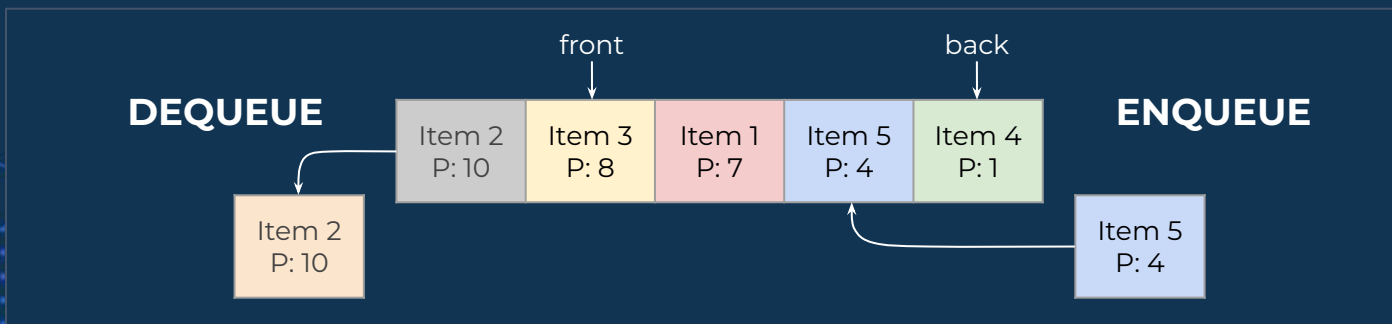 front
back
DEQUEUE
ENQUEUE
Item 2
P: 10
Item 3
P: 8
Item 1
P: 7
Item 5
P: 4
Item 4
P: 1
Item 2
P: 10
Item 5
P: 4